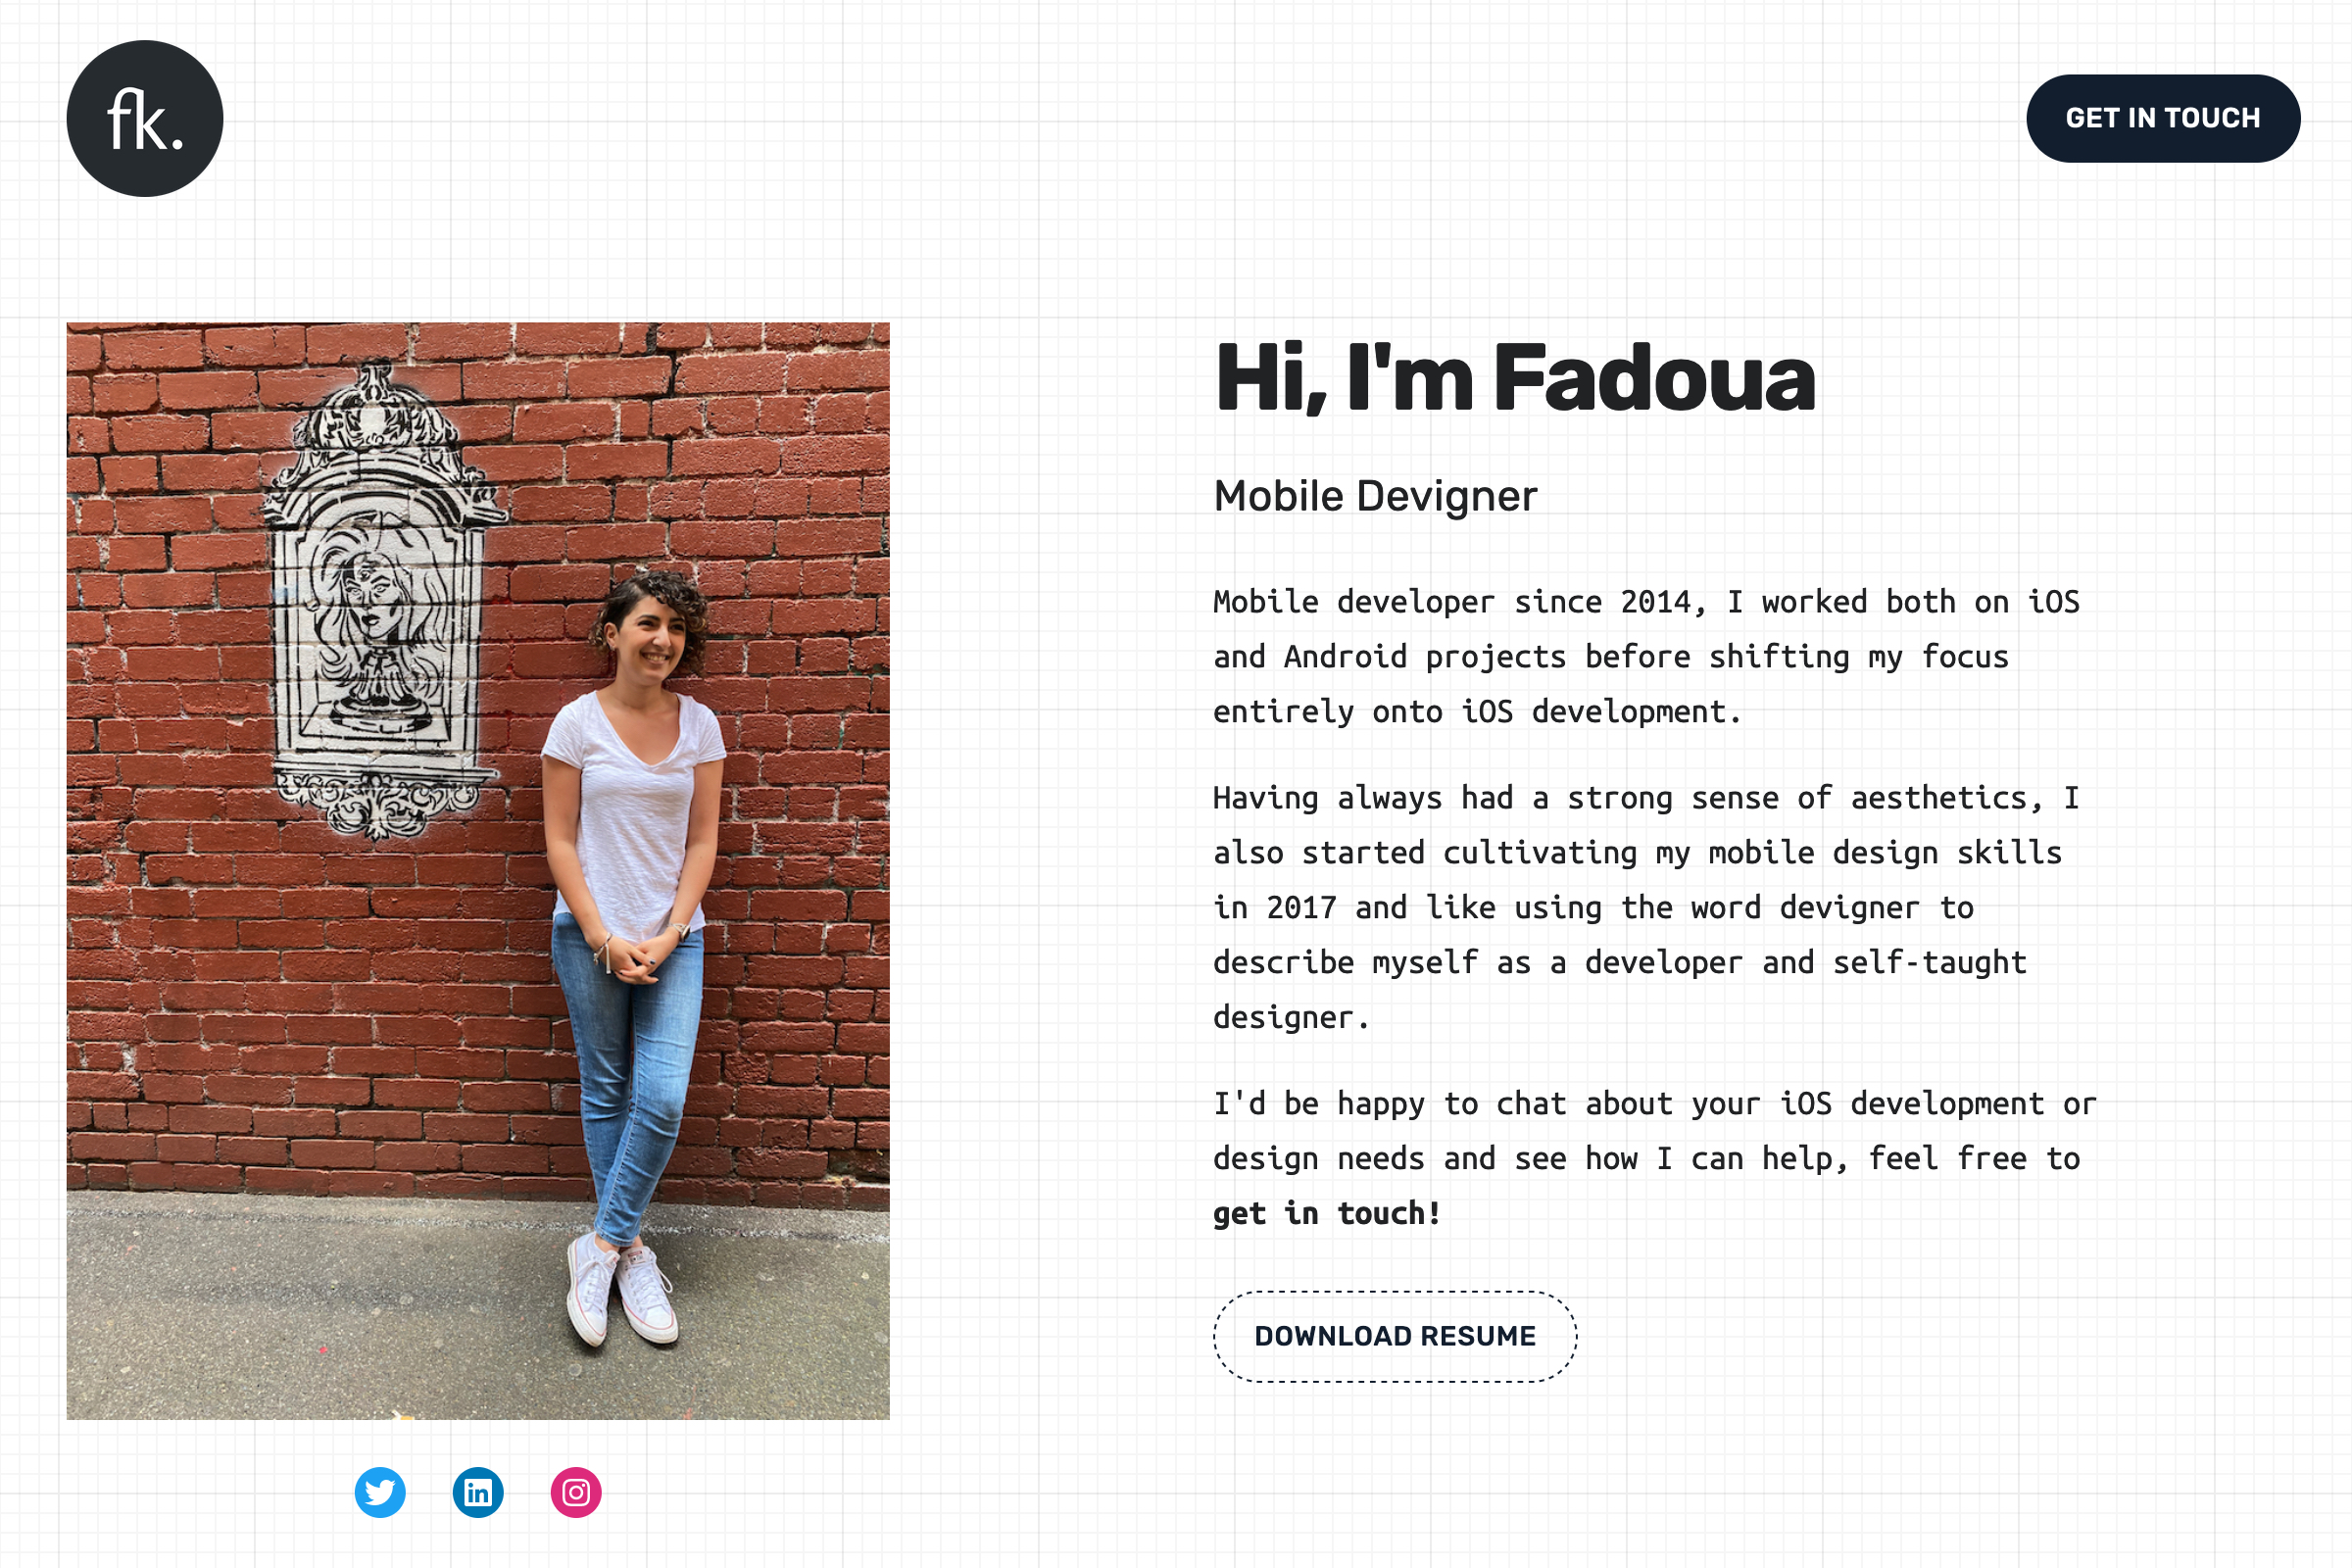 fk.
GET IN TOUCH
Hi, I'm Fadoua
Mobile Devigner
Mobile developer since 2014, I worked both on iOS
and Android projects before shifting my focus
entirely onto iOS development.
Having always had a strong sense of aesthetics, I
also started cultivating my mobile design skills
in 2017 and like using the word devigner to
describe myself as a developer and self-taught
designer.
I'd be happy to chat about your iOS development or
design needs and see how I can help, feel free to
get in touch!
DOWNLOAD RESUME
in